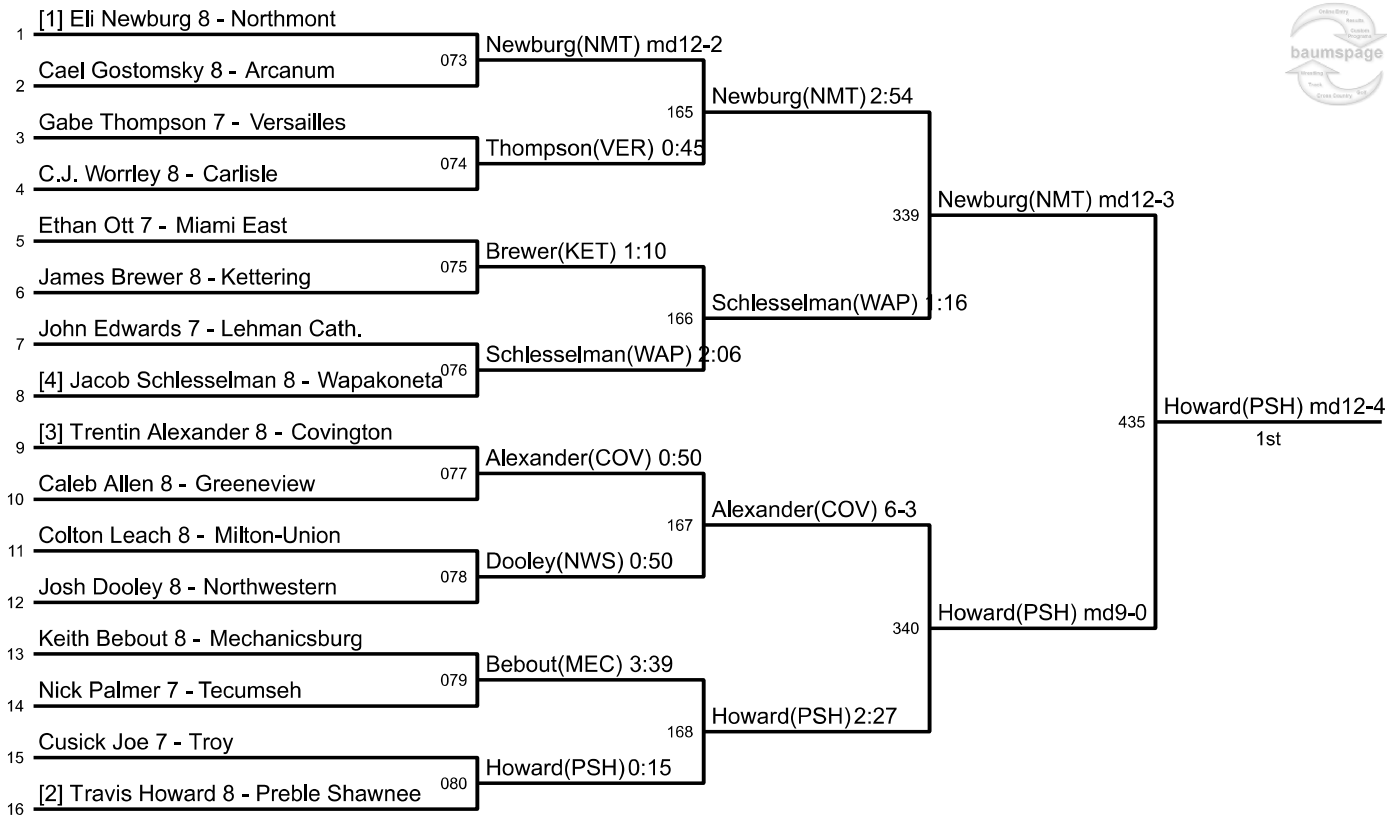 [1] Eli Newburg 8 - Northmont
1
Cael Gostomsky 8 - Arcanum
2
073
Newburg(NMT) md12-2
Gabe Thompson 7 - Versailles
3
C.J. Worrley 8 - Carlisle
4
074
Thompson(VER) 0:45
165
Newburg(NMT) 2:54
Ethan Ott 7 - Miami East
5
James Brewer 8 - Kettering
6
075
Brewer(KET) 1:10
John Edwards 7 - Lehman Cath.
7
[4] Jacob Schlesselman 8 - Wapakoneta
8
076
Schlesselman(WAP) 2:06
166
Schlesselman(WAP) 1:16
339
Newburg(NMT) md12-3
[3] Trentin Alexander 8 - Covington
9
Caleb Allen 8 - Greeneview
10
077
Alexander(COV) 0:50
Colton Leach 8 - Milton-Union
11
Josh Dooley 8 - Northwestern
12
078
Dooley(NWS) 0:50
167
Alexander(COV) 6-3
Keith Bebout 8 - Mechanicsburg
13
Nick Palmer 7 - Tecumseh
14
079
Bebout(MEC) 3:39
Cusick Joe 7 - Troy
15
[2] Travis Howard 8 - Preble Shawnee
16
080
Howard(PSH) 0:15
168
Howard(PSH) 2:27
340
Howard(PSH) md9-0
435
Howard(PSH) md12-4
1st
baumspage